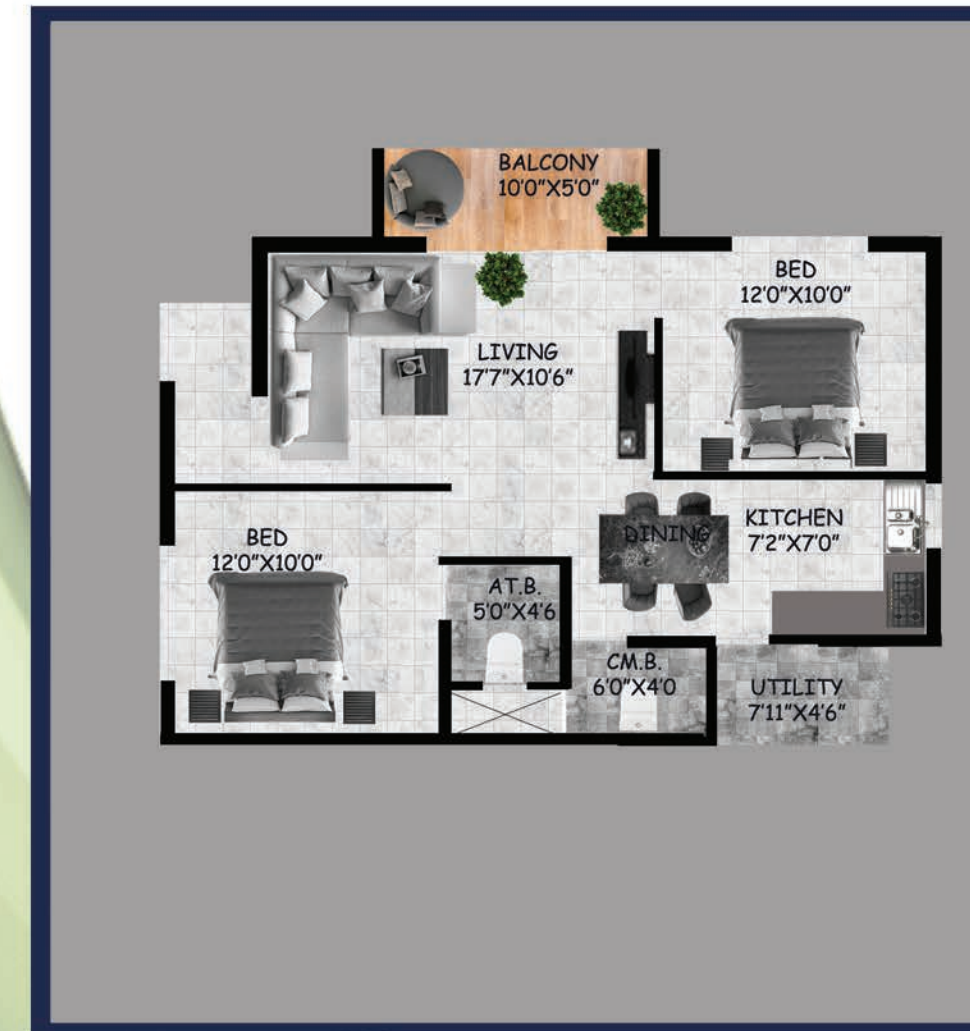 BALCONY
10'0"X5'0"
BED
12'0"X10'0"
LIVING
17'7"X10'6"
BED
12'0"X10'0"
DINING
KITCHEN
7'2"X7'0"
AT.B.
5'0"X4'6
CM.B.
6'0"X4'0
UTILITY
7'11"X4'6"